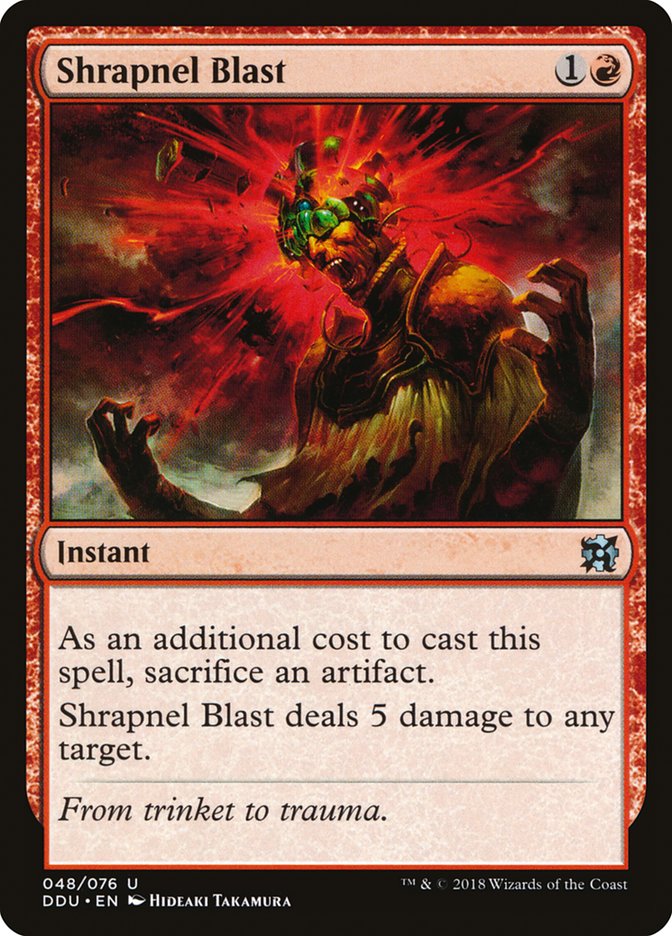 Shrapnel Blast 1
Instant
As an additional cost to cast this
spell, sacrifice an artifact.
Shrapnel Blast deals 5 damage to any
target.
From trinket to trauma.
048/076 U
DDU • EN Hideaki Takamura
™ & © 2018 Wizards of the Coast